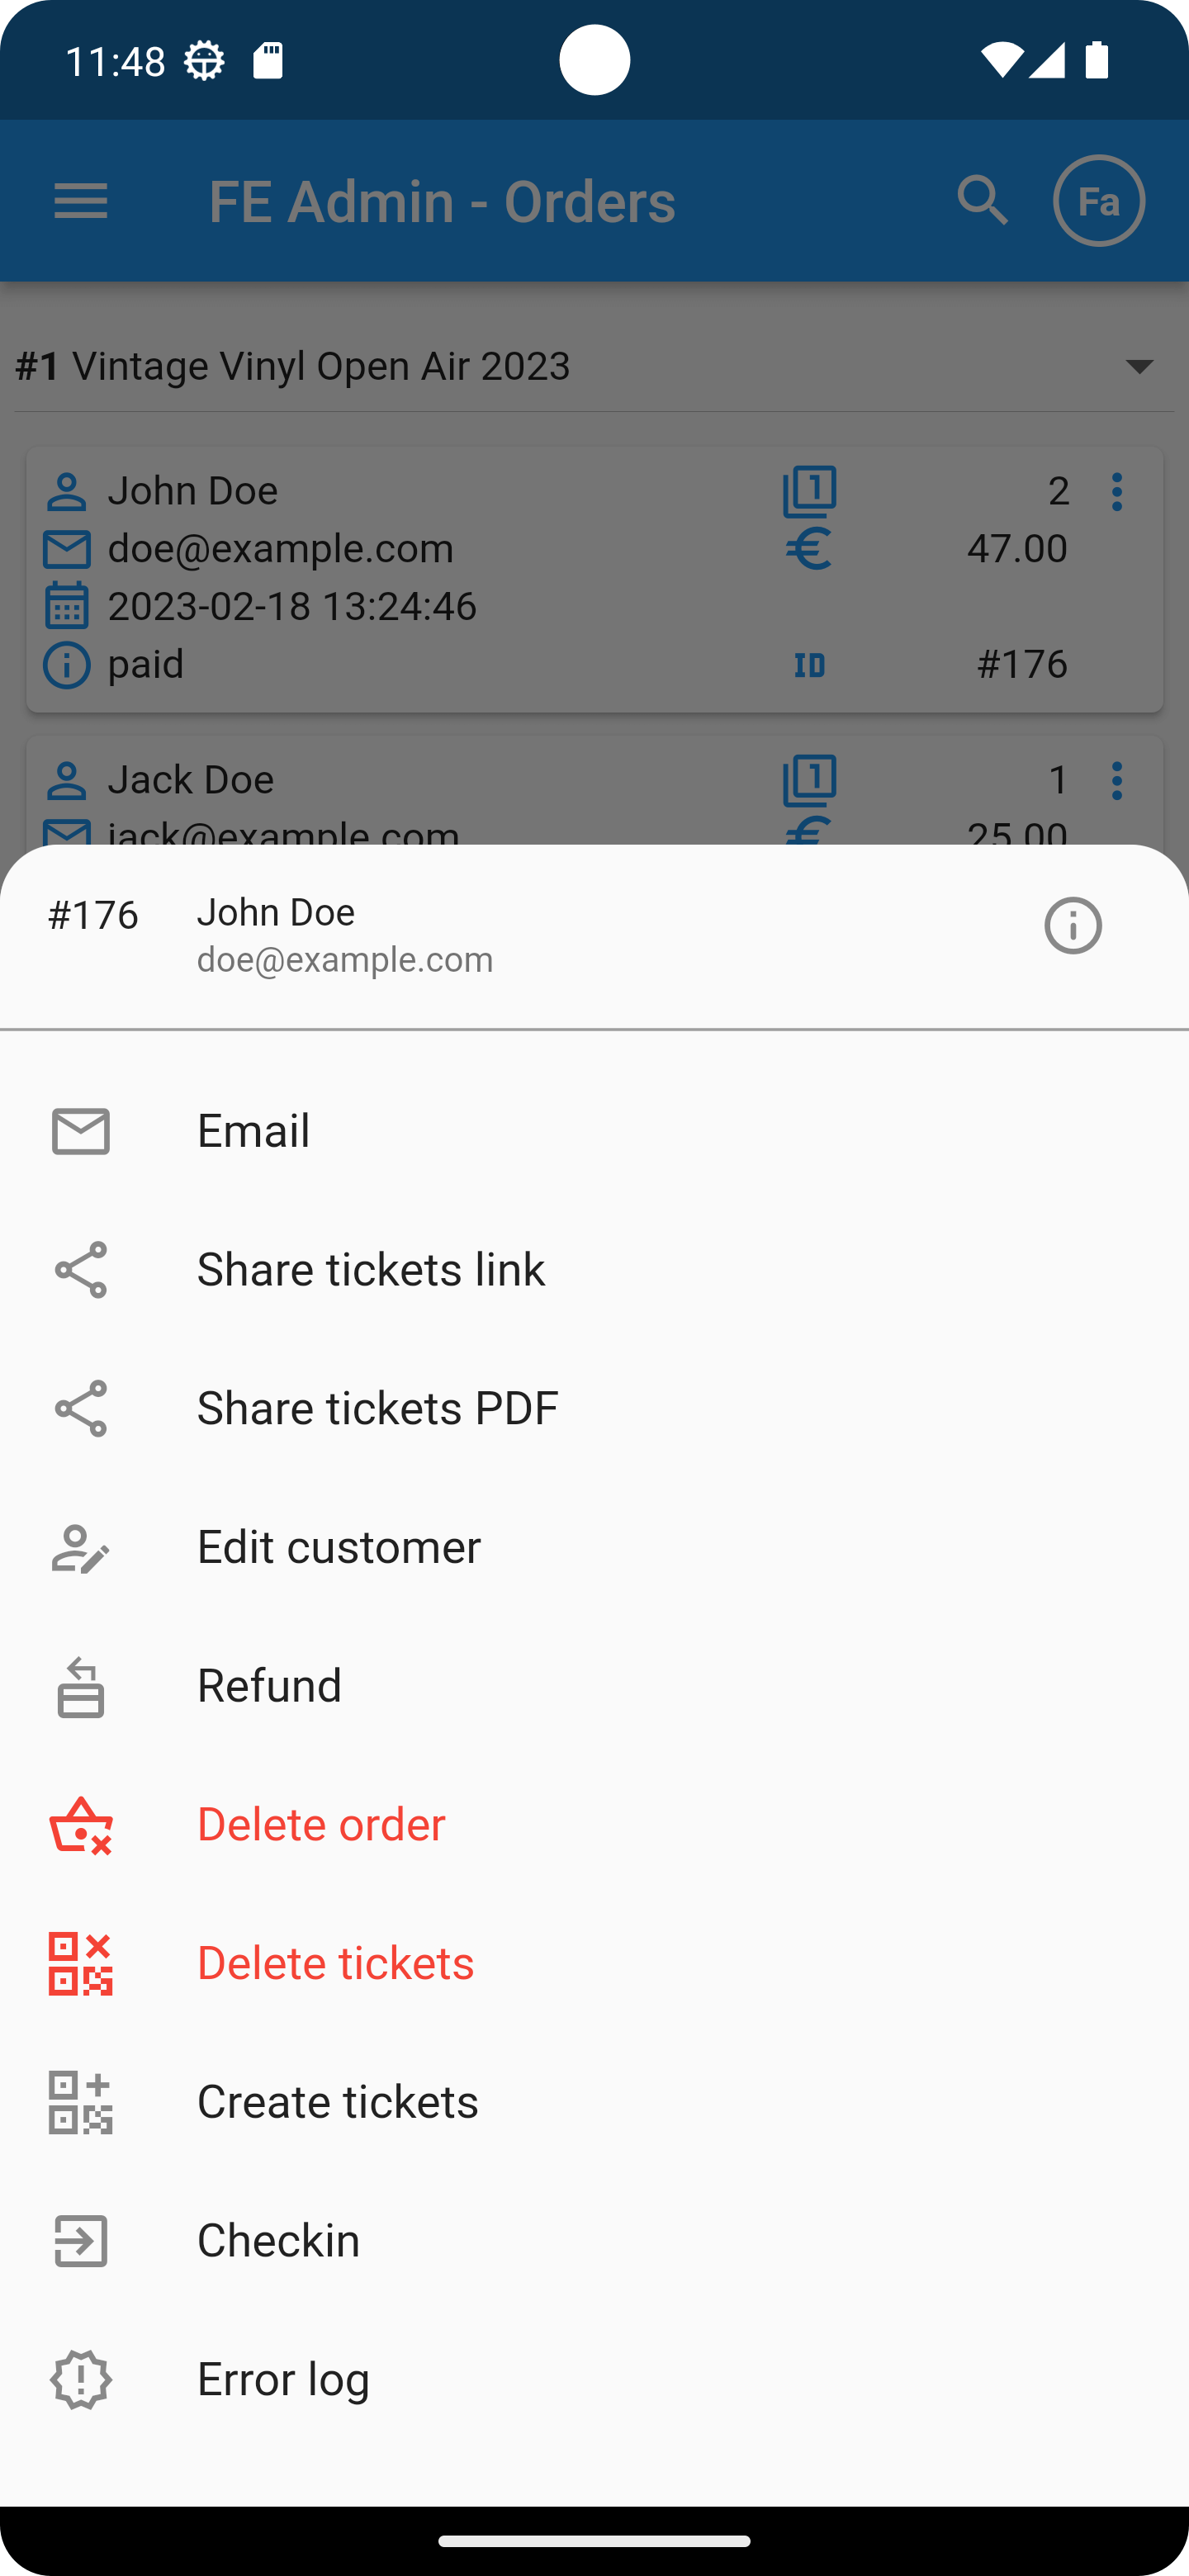 11:48
FE Admin - Orders
Fa
#1 Vintage Vinyl Open Air 2023
John Doe 1 2
doe@example.com € 47.00
2023-02-18 13:24:46
paid ID #176
Jack Doe 1 1
jack@example.com € 25.00
#176 John Doe
doe@example.com
Email
Share tickets link
Share tickets PDF
Edit customer
Refund
Delete order
Delete tickets
Create tickets
Checkin
Error log